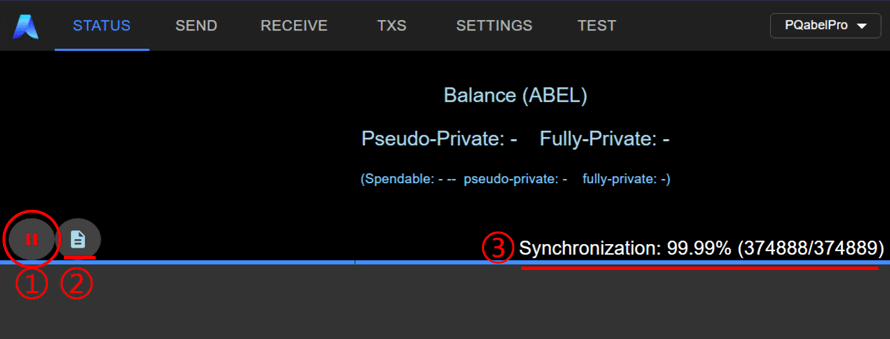 STATUS SEND RECEIVE TXS SETTINGS TEST PQabelPro
Balance (ABEL)
Pseudo-Private: - Fully-Private: -
(Spendable: - -- pseudo-private: - fully-private: -)
③ Synchronization: 99.99% (374888/374889)
① ②